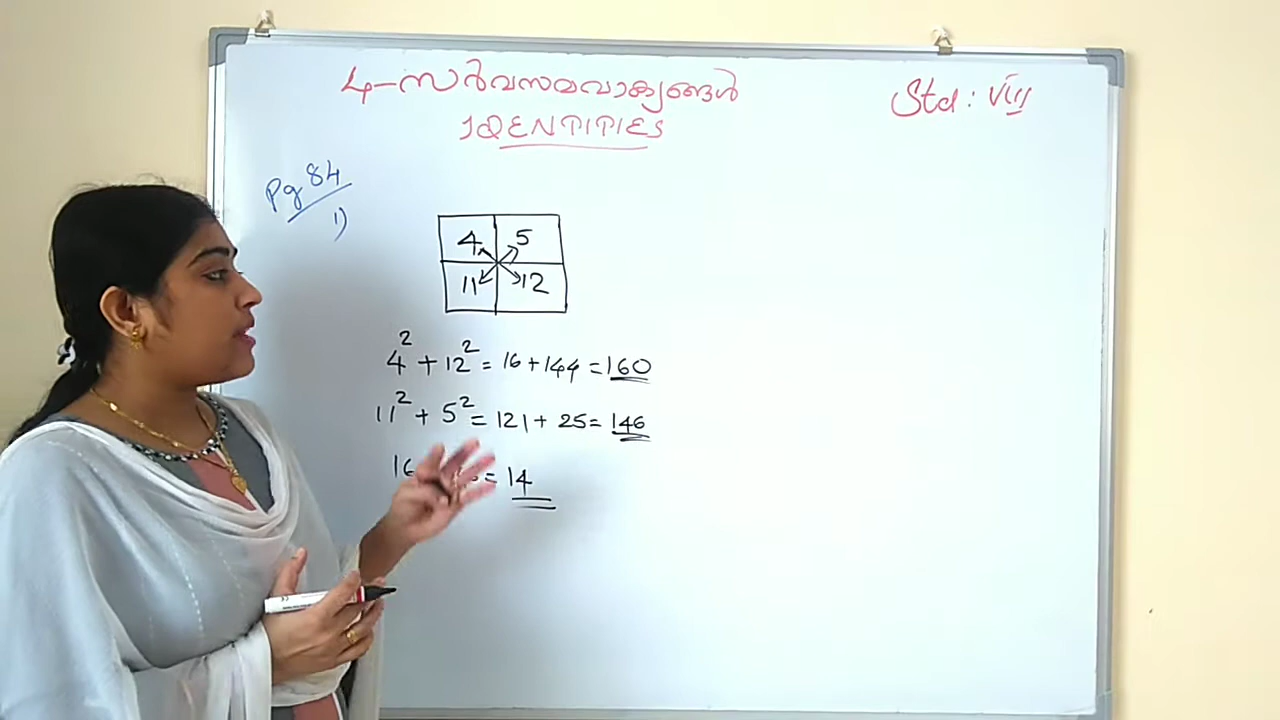 4-സർവസമവാക്യങ്ങൾ
IDENTITIES
Std: VIII
Pg 84
1)
4 5
11 12
4² + 12² = 16 + 144 = 160
11² + 5² = 121 + 25 = 146
= 14